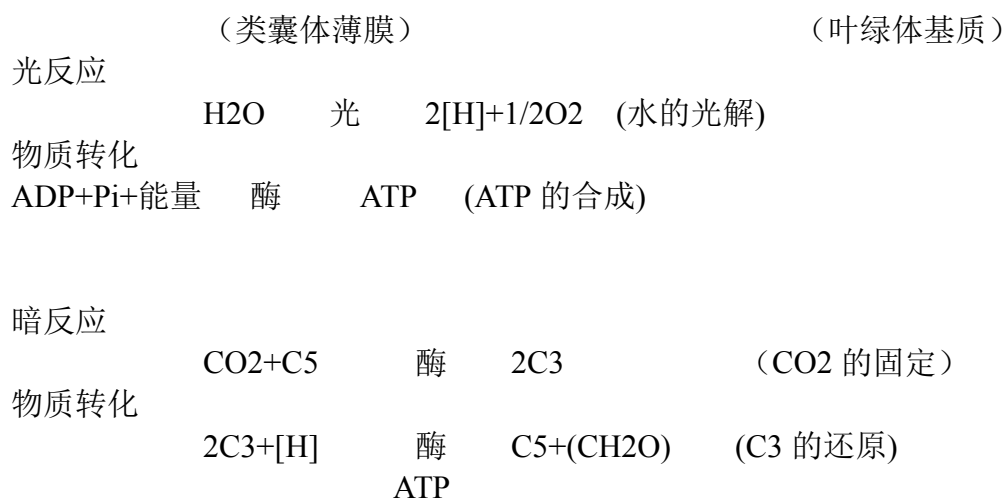 （类囊体薄膜） （叶绿体基质）
光反应
H2O 光 2[H]+1/2O2 (水的光解)
物质转化
ADP+Pi+能量 酶 ATP (ATP 的合成)
暗反应
CO2+C5 酶 2C3 （CO2 的固定）
物质转化
2C3+[H] 酶 C5+(CH2O) (C3 的还原)
ATP